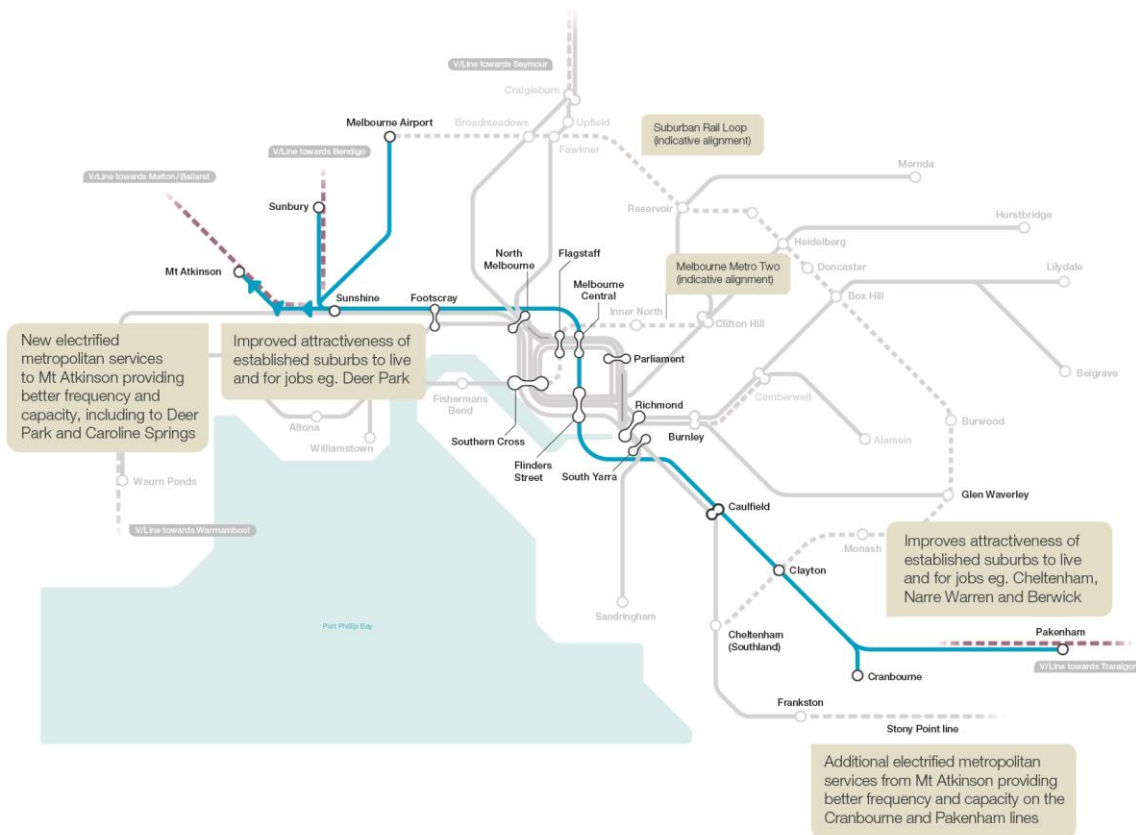 V/Line towards Seymour
Craigieburn
Melbourne Airport
Broadmeadows
Upfield
Fawkner
Suburban Rail Loop
(indicative alignment)
V/Line towards Bendigo
V/Line towards Melton/Ballarat
Mernda
Sunbury
Reservoir
Hurstbridge
Heidelberg
North
Melbourne
Flagstaff
Mt Atkinson
Melbourne
Central
Melbourne Metro Two
(indicative alignment)
Doncaster
Lilydale
Box Hill
Sunshine
Footscray
Inner North
Clifton Hill
New electrified
metropolitan services
to Mt Atkinson providing
better frequency and
capacity, including to Deer
Park and Caroline Springs
Improved attractiveness of
established suburbs to live
and for jobs eg. Deer Park
Parliament
Belgrave
Fishermans
Bend
Camberwell
Richmond
Altona
Williamstown
Southern Cross
Burnley
Alamein
Burwood
Flinders
Street
South Yarra
Waurn Ponds
Glen Waverley
V/Line towards Warrnambool
Caulfield
Monash
Improves attractiveness of
established suburbs to live
and for jobs eg. Cheltenham,
Narre Warren and Berwick
Clayton
Sandringham
Port Phillip Bay
Cheltenham
(Southland)
Pakenham
V/Line towards Traralgon
Cranbourne
Frankston
Stony Point line
Additional electrified metropolitan
services from Mt Atkinson providing
better frequency and capacity on the
Cranbourne and Pakenham lines